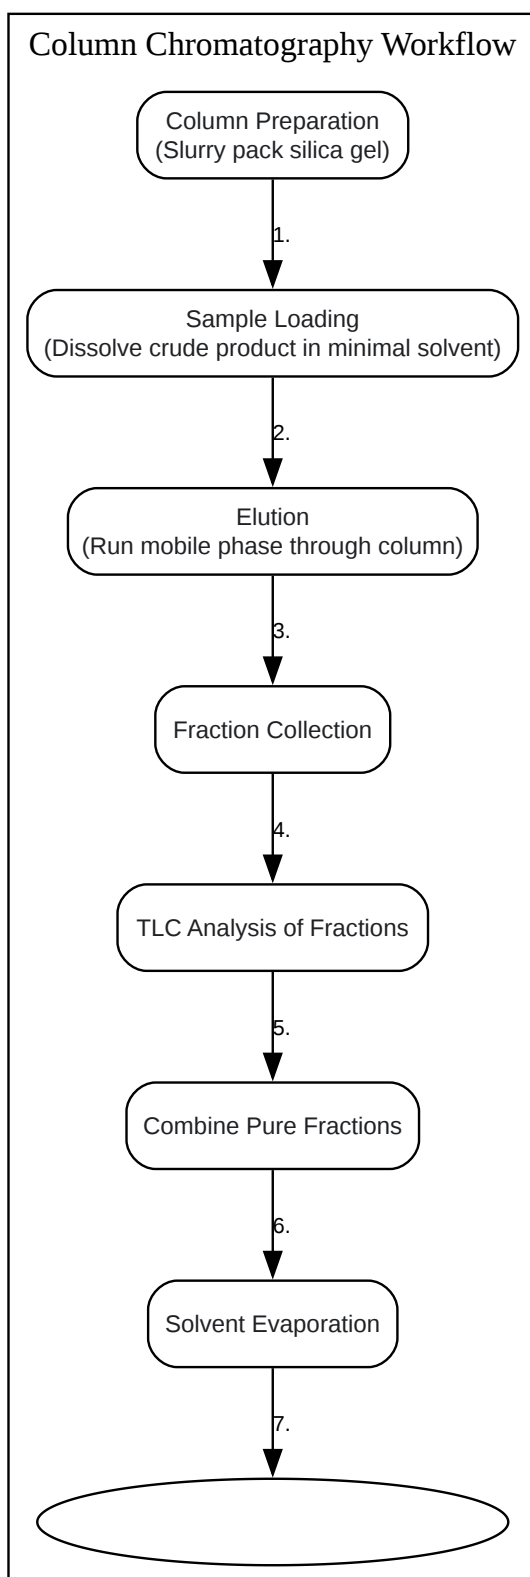 Column Chromatography Workflow
Column Preparation
(Slurry pack silica gel)
1.
Sample Loading
(Dissolve crude product in minimal solvent)
2.
Elution
(Run mobile phase through column)
3.
Fraction Collection
4.
TLC Analysis of Fractions
5.
Combine Pure Fractions
6.
Solvent Evaporation
7.